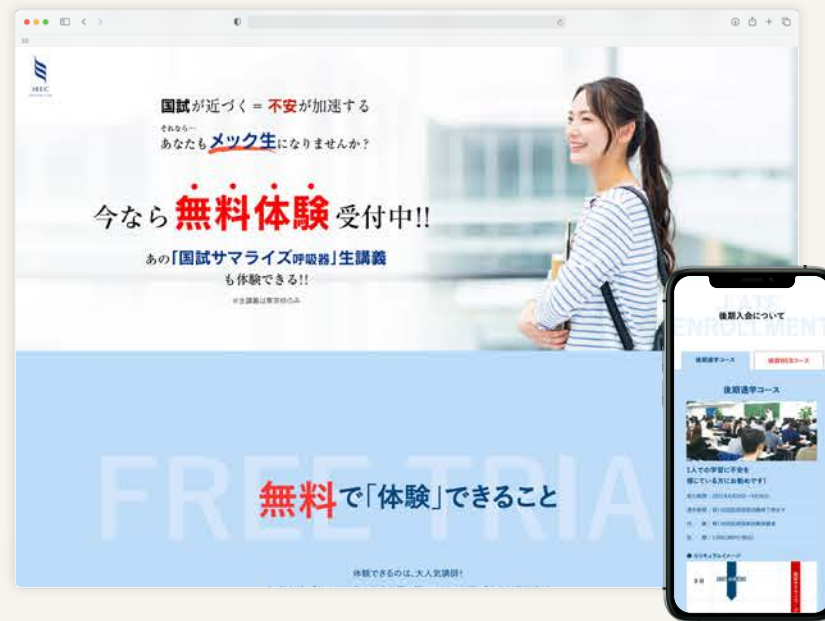 MEC
国試が近づく = 不安が加速する
それなら…
あなたもメック生になりませんか？
今なら無料体験受付中!!
あの「国試サマライズ呼吸器」生講義
も体験できる!!
※生講義は東京校のみ
FREE TRIA
無料で「体験」できること
体験できるのは、大人気講師!
LATE
ENROLLMENT
後期入会について
後期通学コース
後期WEBコース
後期通学コース
1人での学習に不安を
感じている方にお勧めです!
● カリキュラムイメージ
9月